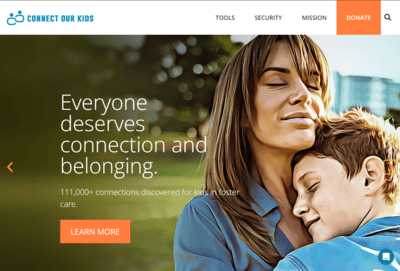 CONNECT OUR KIDS
TOOLS
SECURITY
MISSION
DONATE
Everyone
deserves
connection and
belonging.
111,000+ connections discovered for kids in foster
care.
LEARN MORE